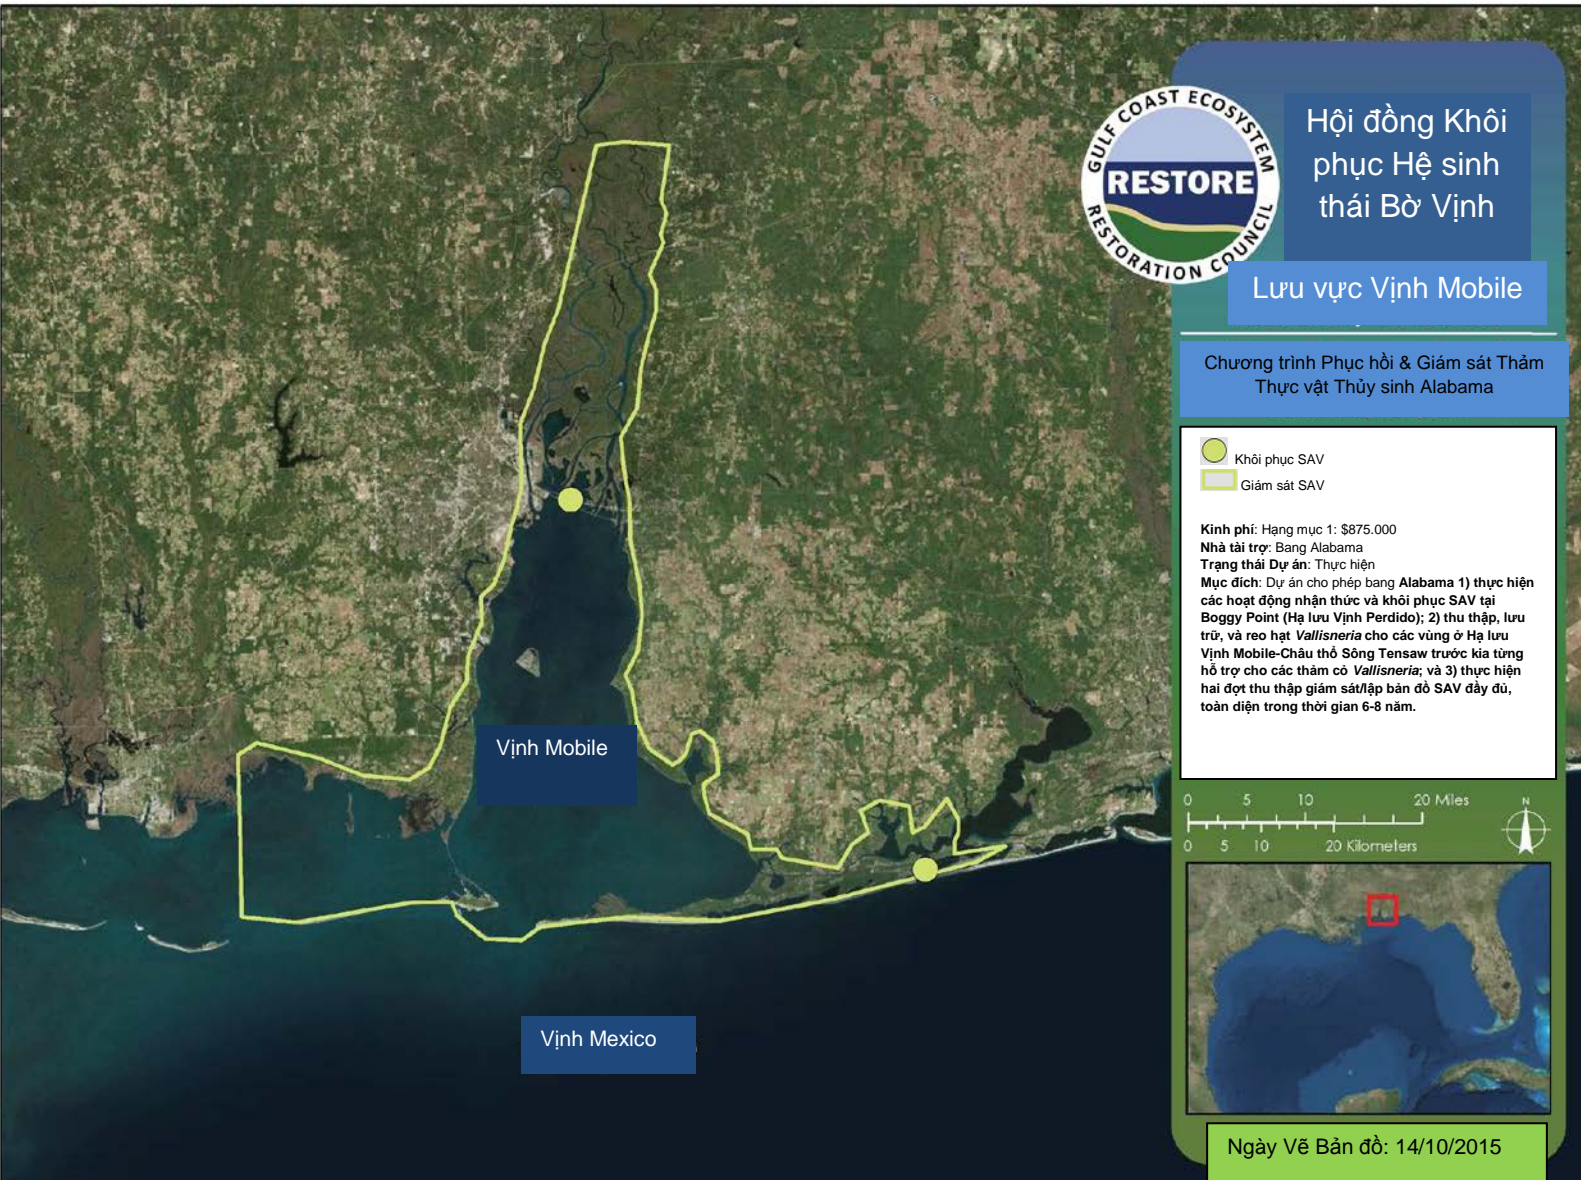 GULF COAST ECOSYSTEM
RESTORE
RESTORATION COUNCIL
Hội đồng Khôi
phục Hệ sinh
thái Bờ Vịnh
Lưu vực Vịnh Mobile
Chương trình Phục hồi & Giám sát Thảm
Thực vật Thủy sinh Alabama
Khôi phục SAV
Giám sát SAV
Kinh phí: Hạng mục 1: $875.000
Nhà tài trợ: Bang Alabama
Trạng thái Dự án: Thực hiện
Mục đích: Dự án cho phép bang Alabama 1) thực hiện
các hoạt động nhận thức và khôi phục SAV tại
Boggy Point (Hạ lưu Vịnh Perdido); 2) thu thập, lưu
trữ, và reo hạt Vallisneria cho các vùng ở Hạ lưu
Vịnh Mobile-Châu thổ Sông Tensaw trước kia từng
hỗ trợ cho các thảm cỏ Vallisneria; và 3) thực hiện
hai đợt thu thập giám sát/lập bản đồ SAV đầy đủ,
toàn diện trong thời gian 6-8 năm.
0 5 10 20 Miles
0 5 10 20 Kilometers
N
Vịnh Mobile
Vịnh Mexico
Ngày Vẽ Bản đồ: 14/10/2015